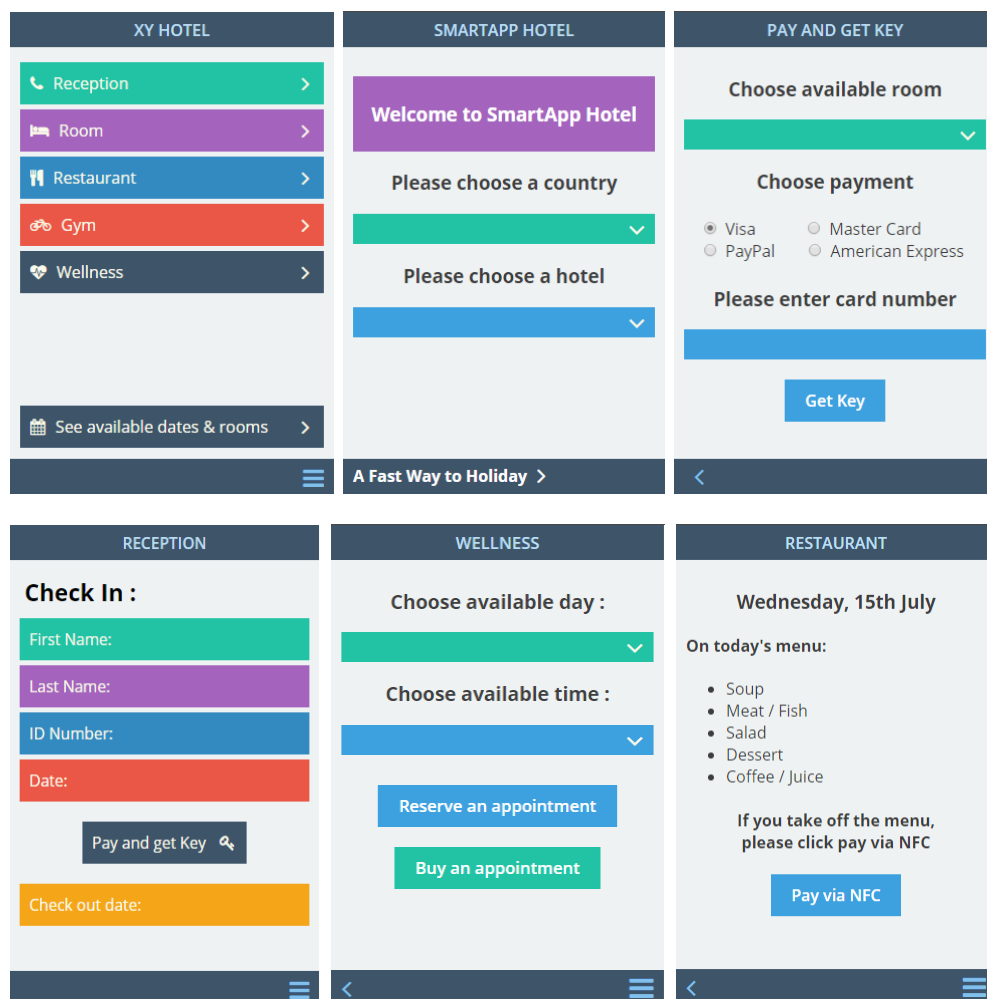 XY HOTEL
Reception
Room
Restaurant
Gym
Wellness
See available dates & rooms
SMARTAPP HOTEL
Welcome to SmartApp Hotel
Please choose a country
Please choose a hotel
A Fast Way to Holiday
PAY AND GET KEY
Choose available room
Choose payment
Visa
Master Card
PayPal
American Express
Please enter card number
Get Key
RECEPTION
Check In :
First Name:
Last Name:
ID Number:
Date:
Pay and get Key
Check out date:
WELLNESS
Choose available day :
Choose available time :
Reserve an appointment
Buy an appointment
RESTAURANT
Wednesday, 15th July
On today's menu:
Soup
Meat / Fish
Salad
Dessert
Coffee / Juice
If you take off the menu,
please click pay via NFC
Pay via NFC